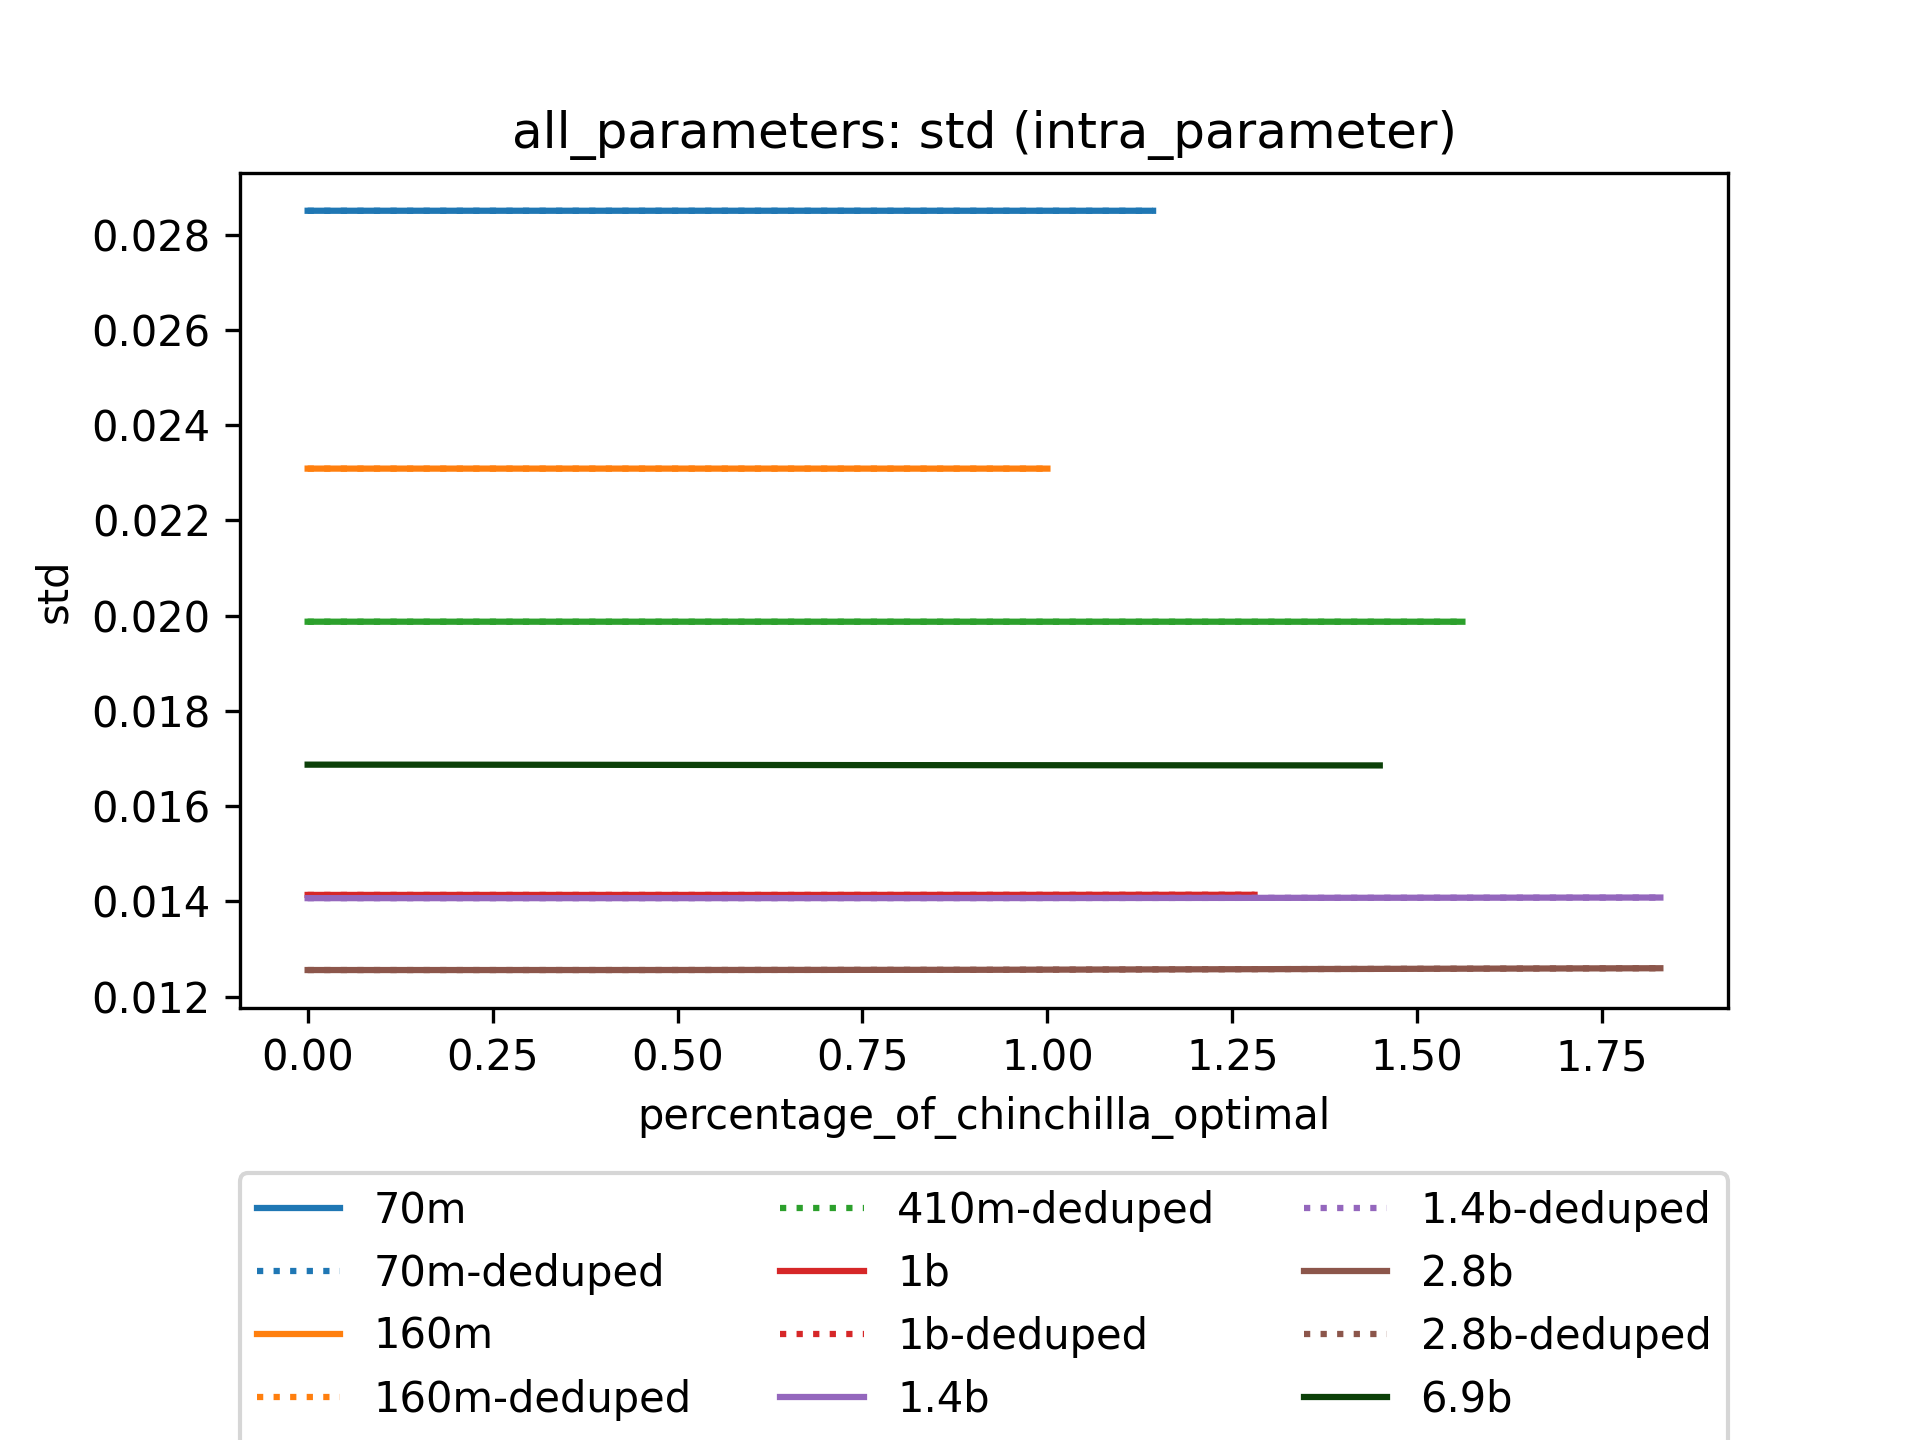 all_parameters: std (intra_parameter)
0.028
0.026
0.024
0.022
0.020
0.018
0.016
0.014
0.012
std
0.00 0.25 0.50 0.75 1.00 1.25 1.50 1.75
percentage_of_chinchilla_optimal
70m
70m-deduped
160m
160m-deduped
410m-deduped
1b
1b-deduped
1.4b
1.4b-deduped
2.8b
2.8b-deduped
6.9b